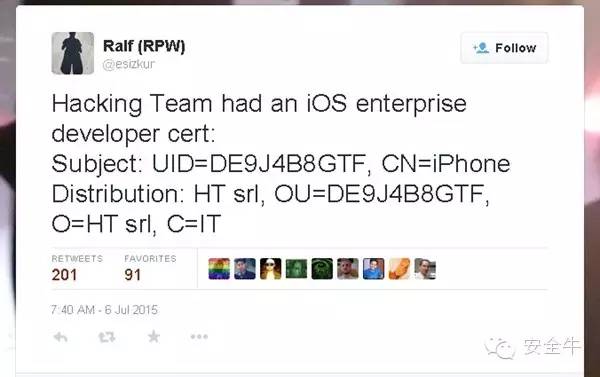 Ralf (RPW)
@esizkur
Follow
Hacking Team had an iOS enterprise
developer cert:
Subject: UID=DE9J4B8GTF, CN=iPhone
Distribution: HT srl, OU=DE9J4B8GTF,
O=HT srl, C=IT
RETWEETS FAVORITES
201 91
7:40 AM - 6 Jul 2015
安全牛